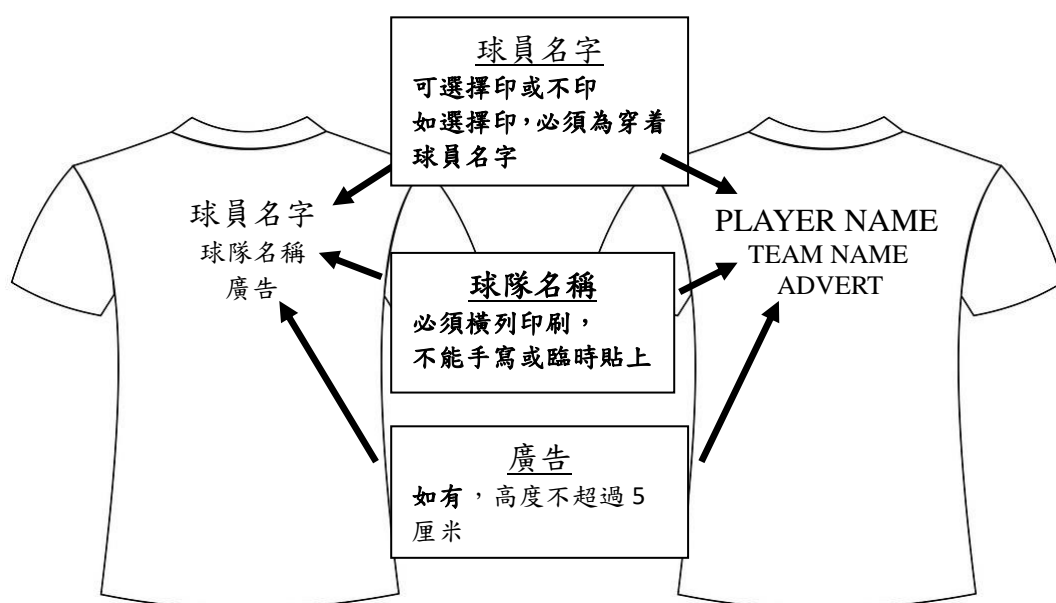 球員名字
可選擇印或不印
如選擇印，必須為穿着
球員名字
球員名字
球隊名稱
廣告
PLAYER NAME
TEAM NAME
ADVERT
球隊名稱
必須橫列印刷，
不能手寫或臨時貼上
廣告
如有，高度不超過 5
厘米